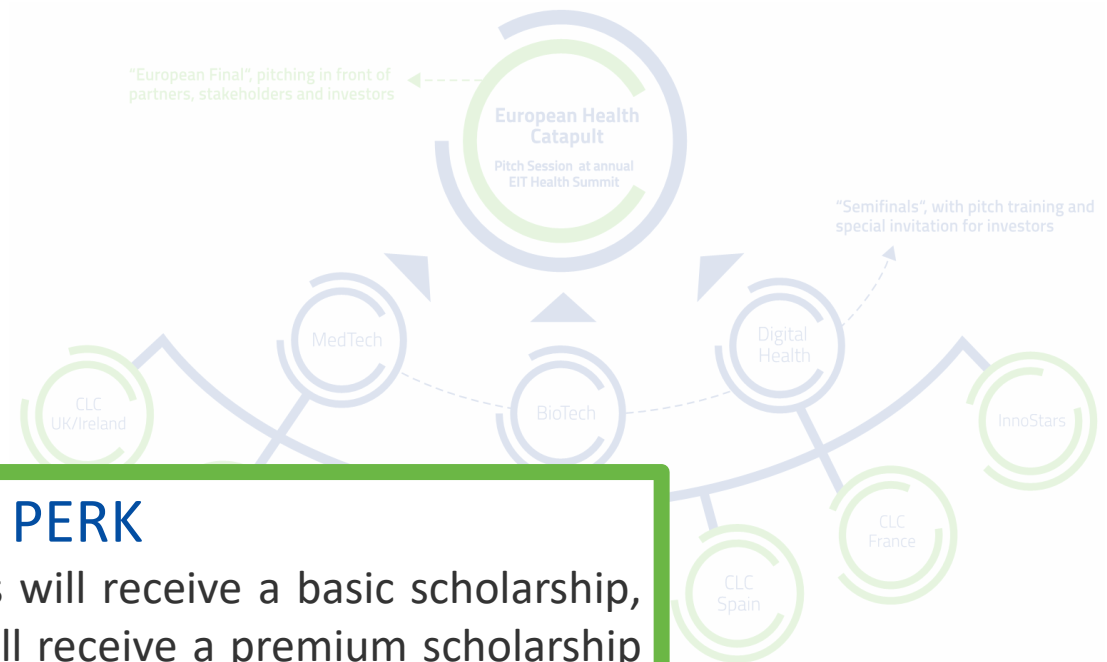 "European Final", pitching in front of
partners, stakeholders and investors
European Health
Catapult
Pitch Session at annual
EIT Health Summit
"Semifinals", with pitch training and
special invitation for investors
MedTech
Digital
Health
BioTech
CLC
UK/Ireland
InnoStars
CLC
France
CLC
Spain
PERK
will receive a basic scholarship,
receive a premium scholarship